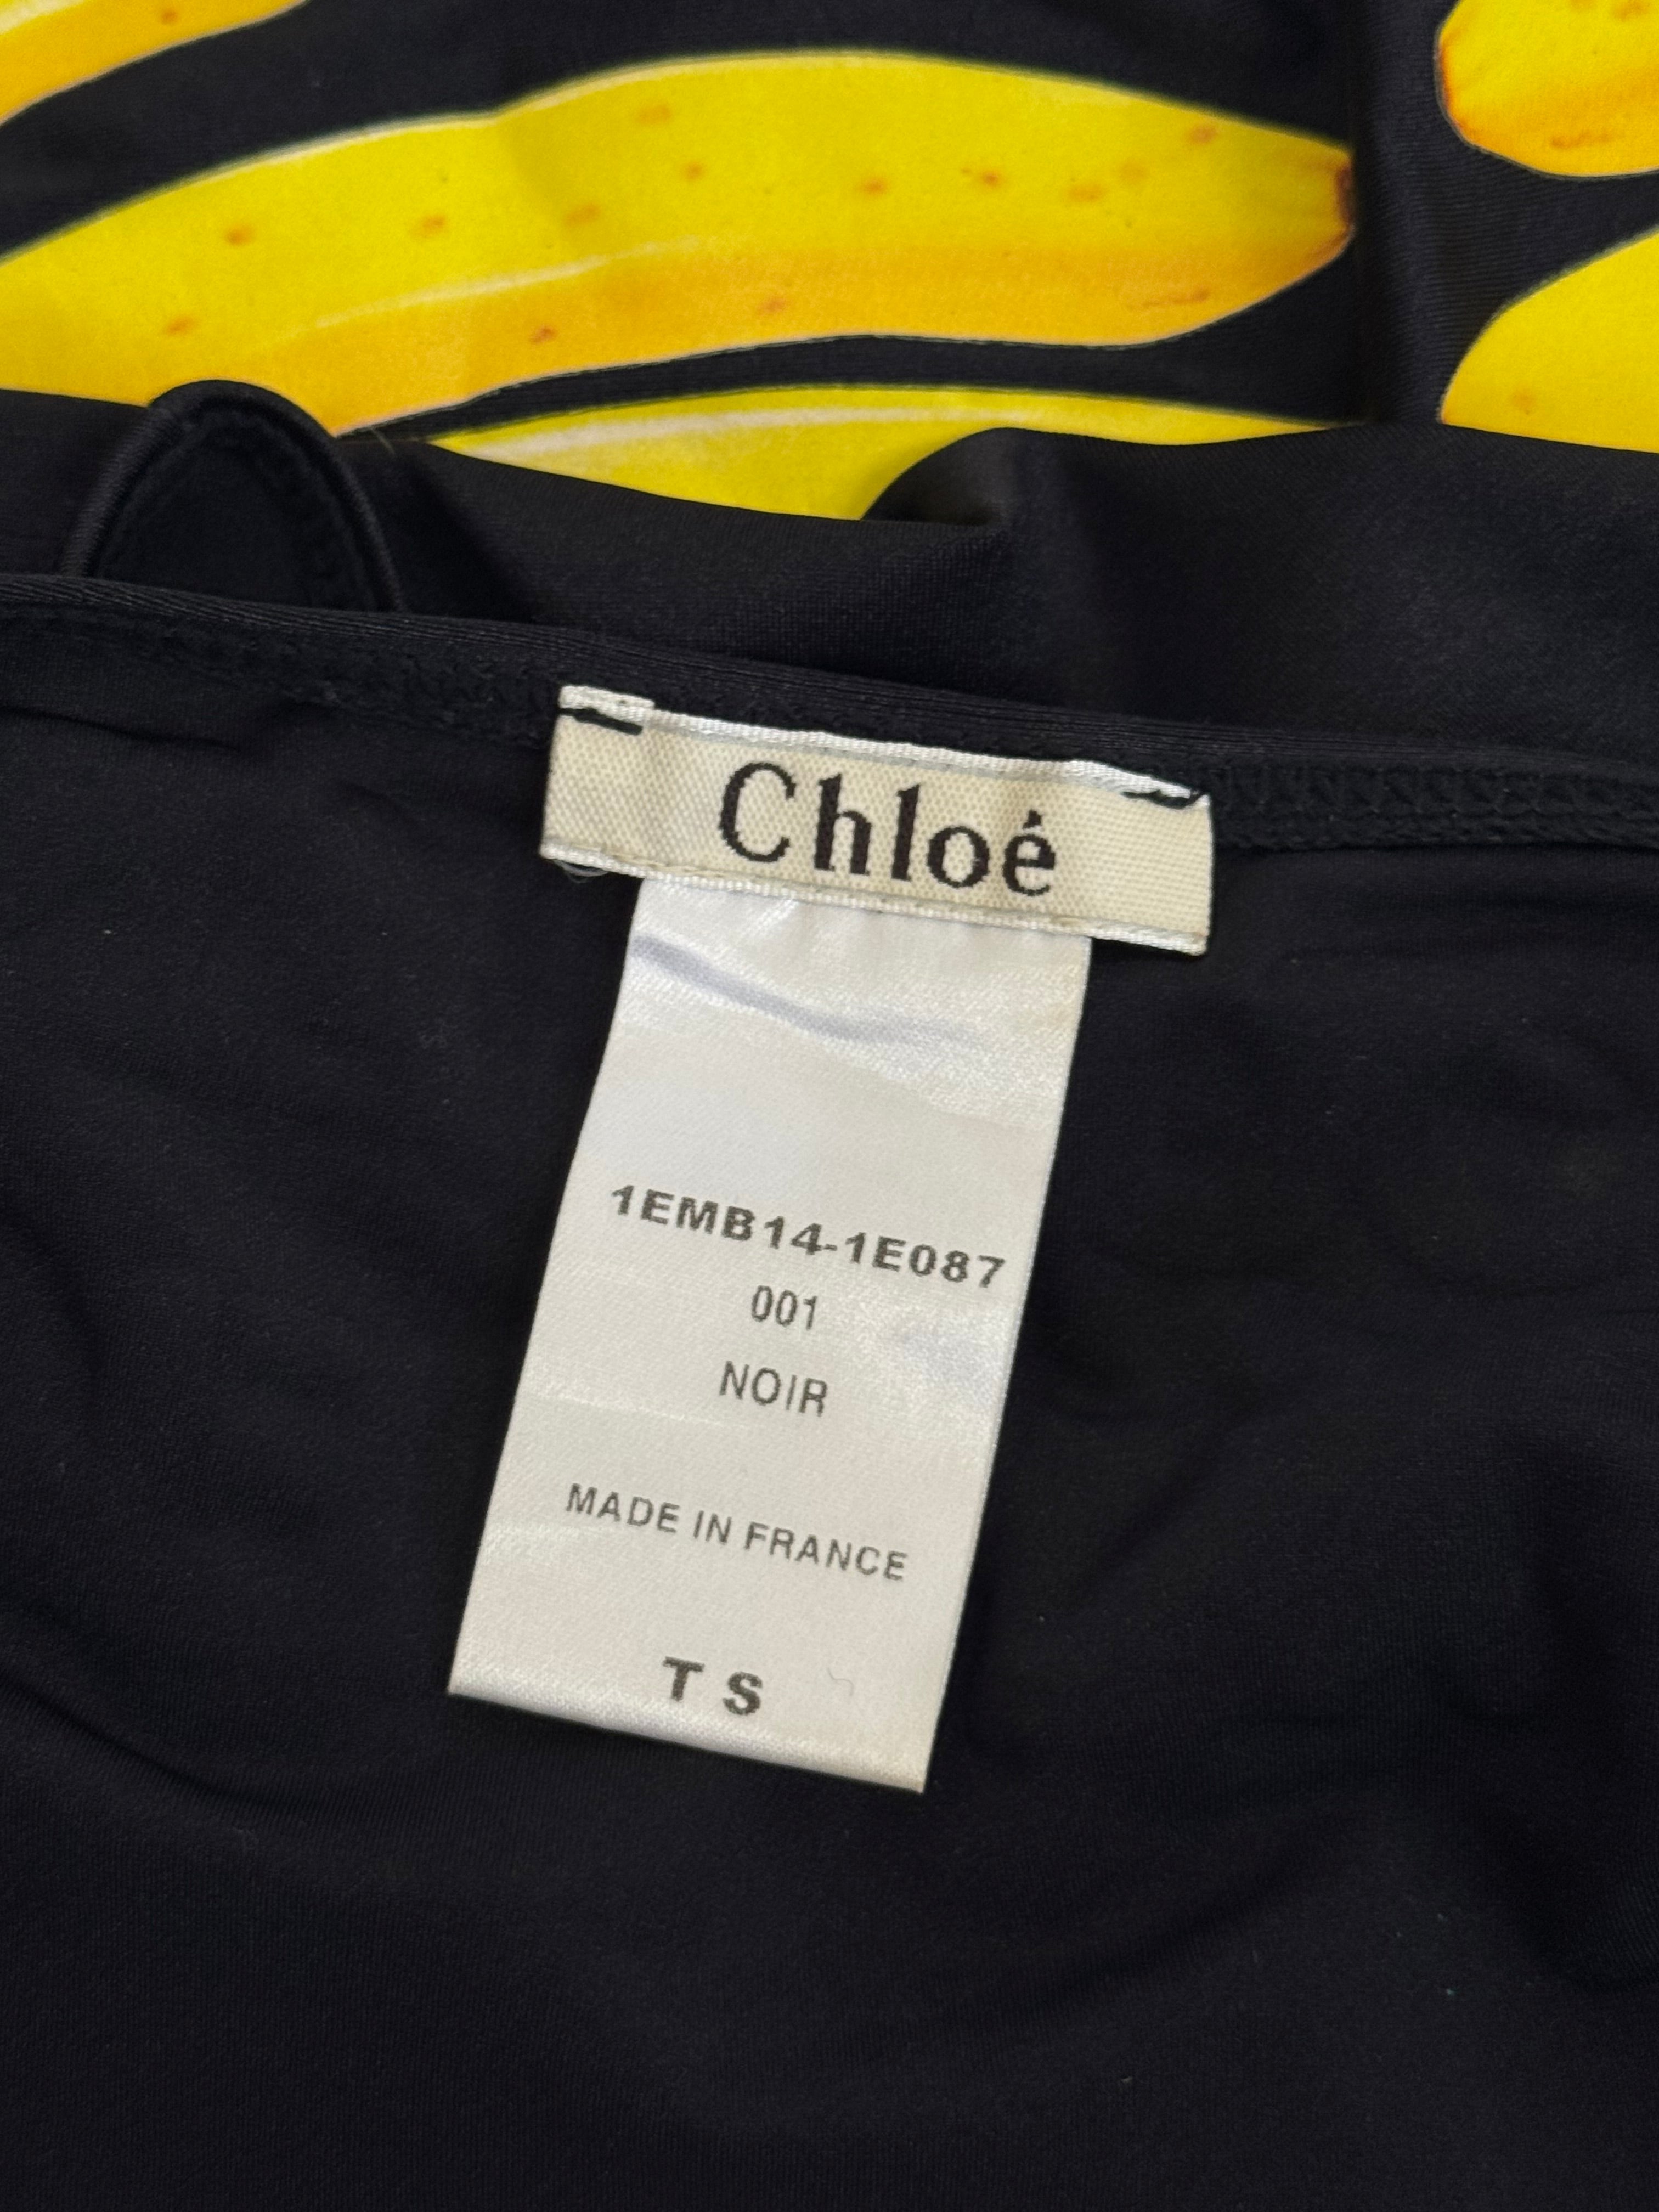 Chloé
1EMB14-1E087
001
NOIR
MADE IN FRANCE
T S